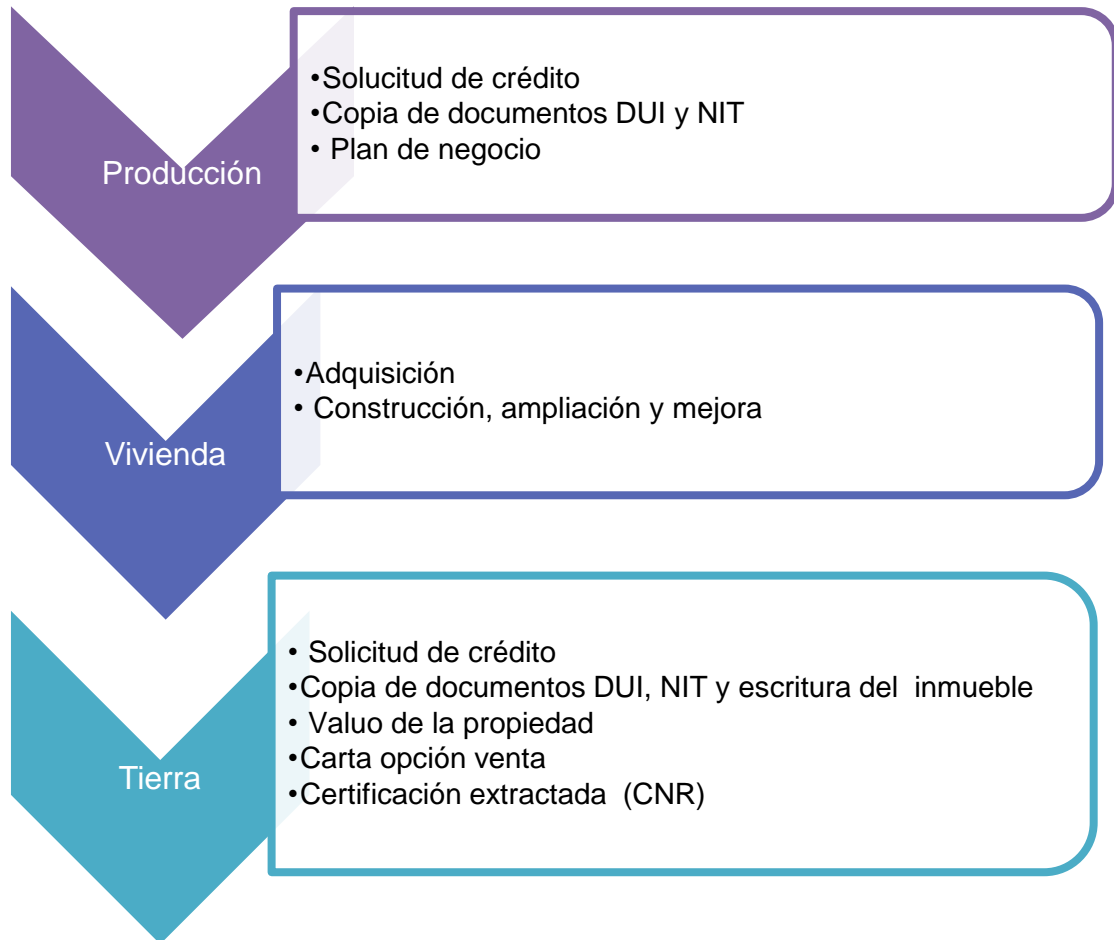 Producción
•Solucitud de crédito
•Copia de documentos DUI y NIT
• Plan de negocio
Vivienda
•Adquisición
• Construcción, ampliación y mejora
Tierra
• Solicitud de crédito
•Copia de documentos DUI, NIT y escritura del  inmueble
• Valuo de la propiedad
•Carta opción venta
•Certificación extractada  (CNR)